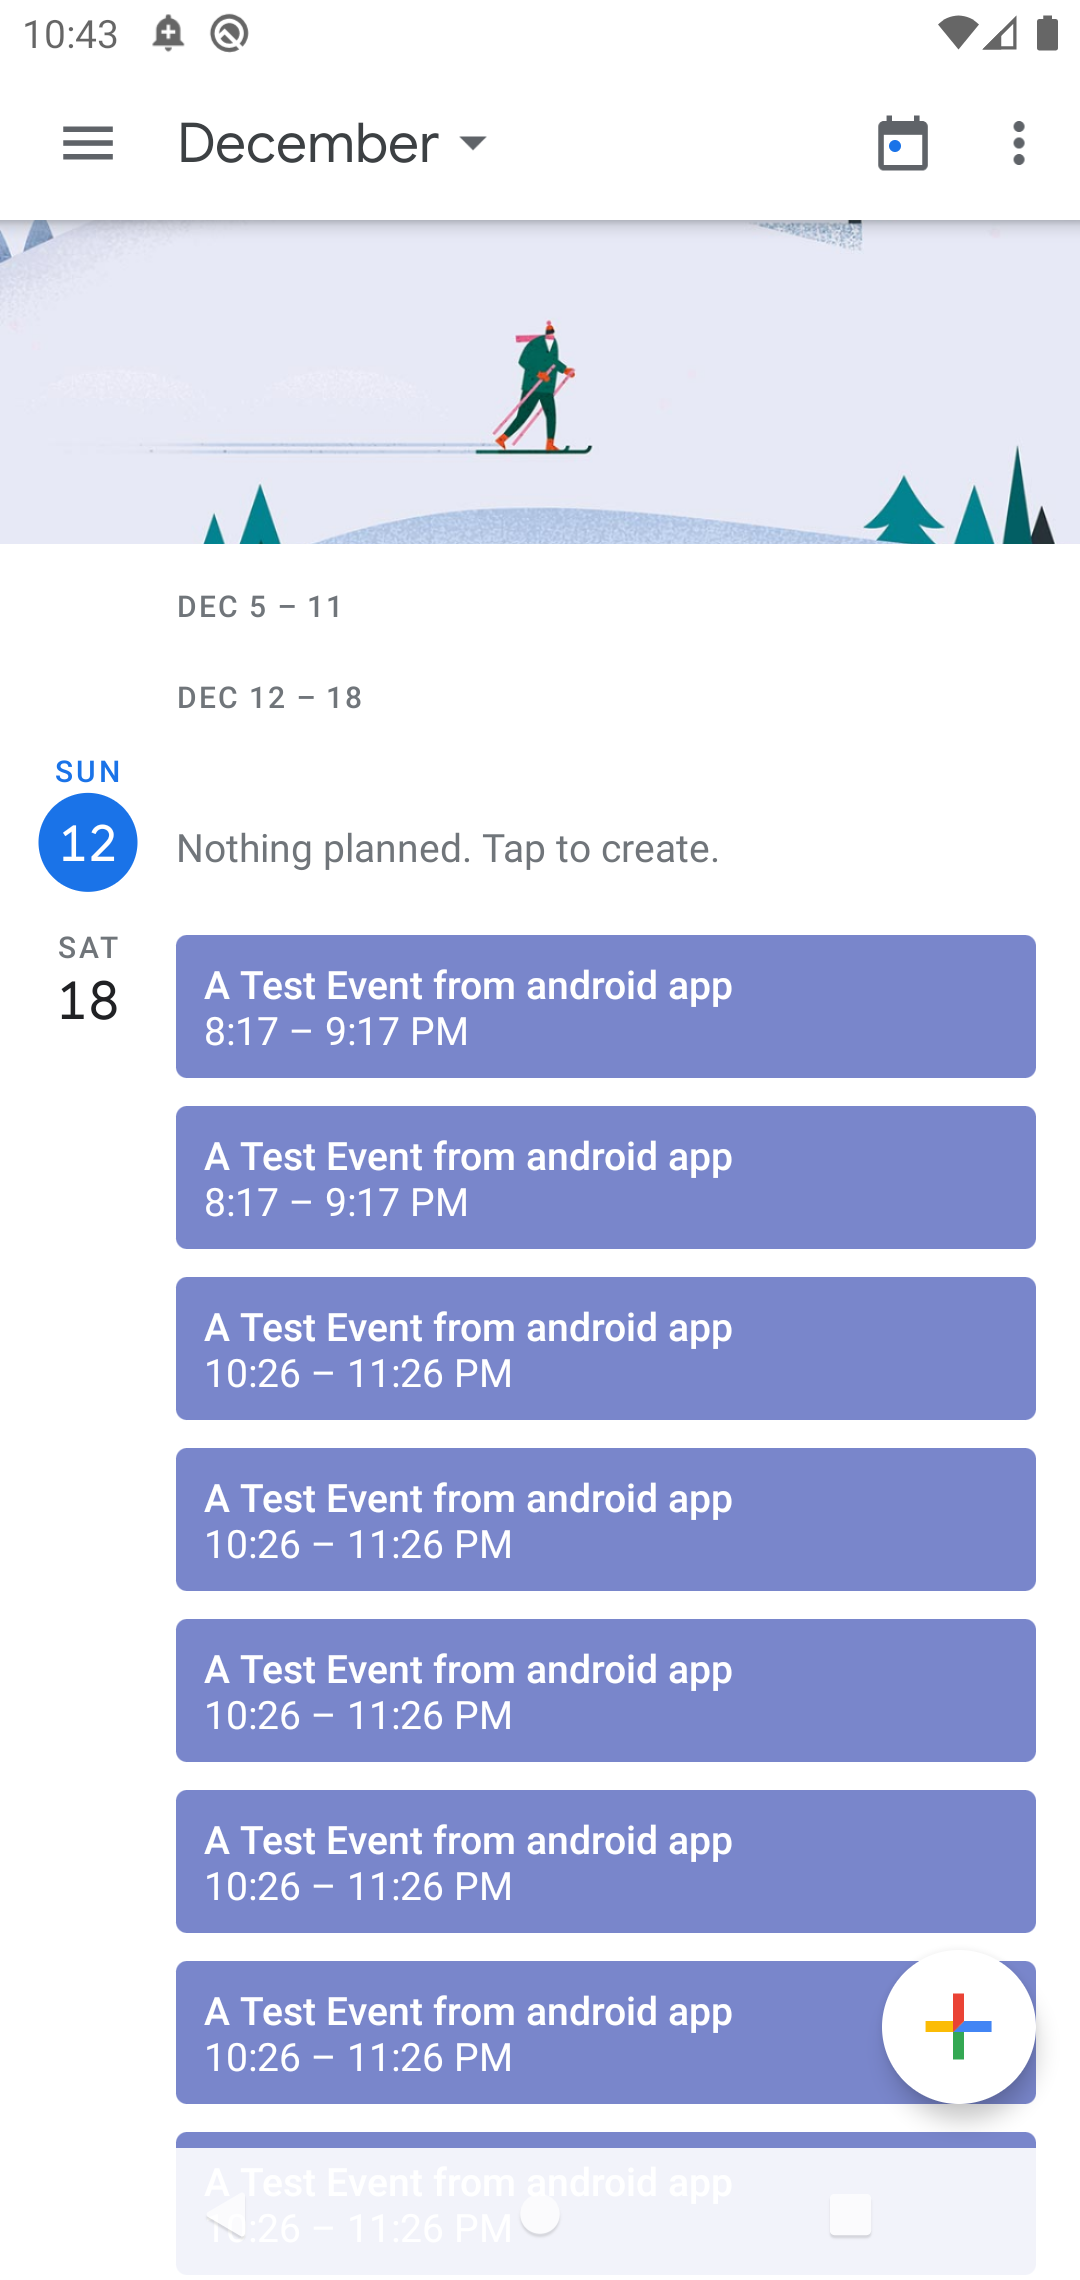 10:43
December
DEC 5 – 11
DEC 12 – 18
SUN
12
Nothing planned. Tap to create.
SAT
18
A Test Event from android app
8:17 – 9:17 PM
A Test Event from android app
8:17 – 9:17 PM
A Test Event from android app
10:26 – 11:26 PM
A Test Event from android app
10:26 – 11:26 PM
A Test Event from android app
10:26 – 11:26 PM
A Test Event from android app
10:26 – 11:26 PM
A Test Event from android app
10:26 – 11:26 PM
A Test Event from android app
10:26 – 11:26 PM